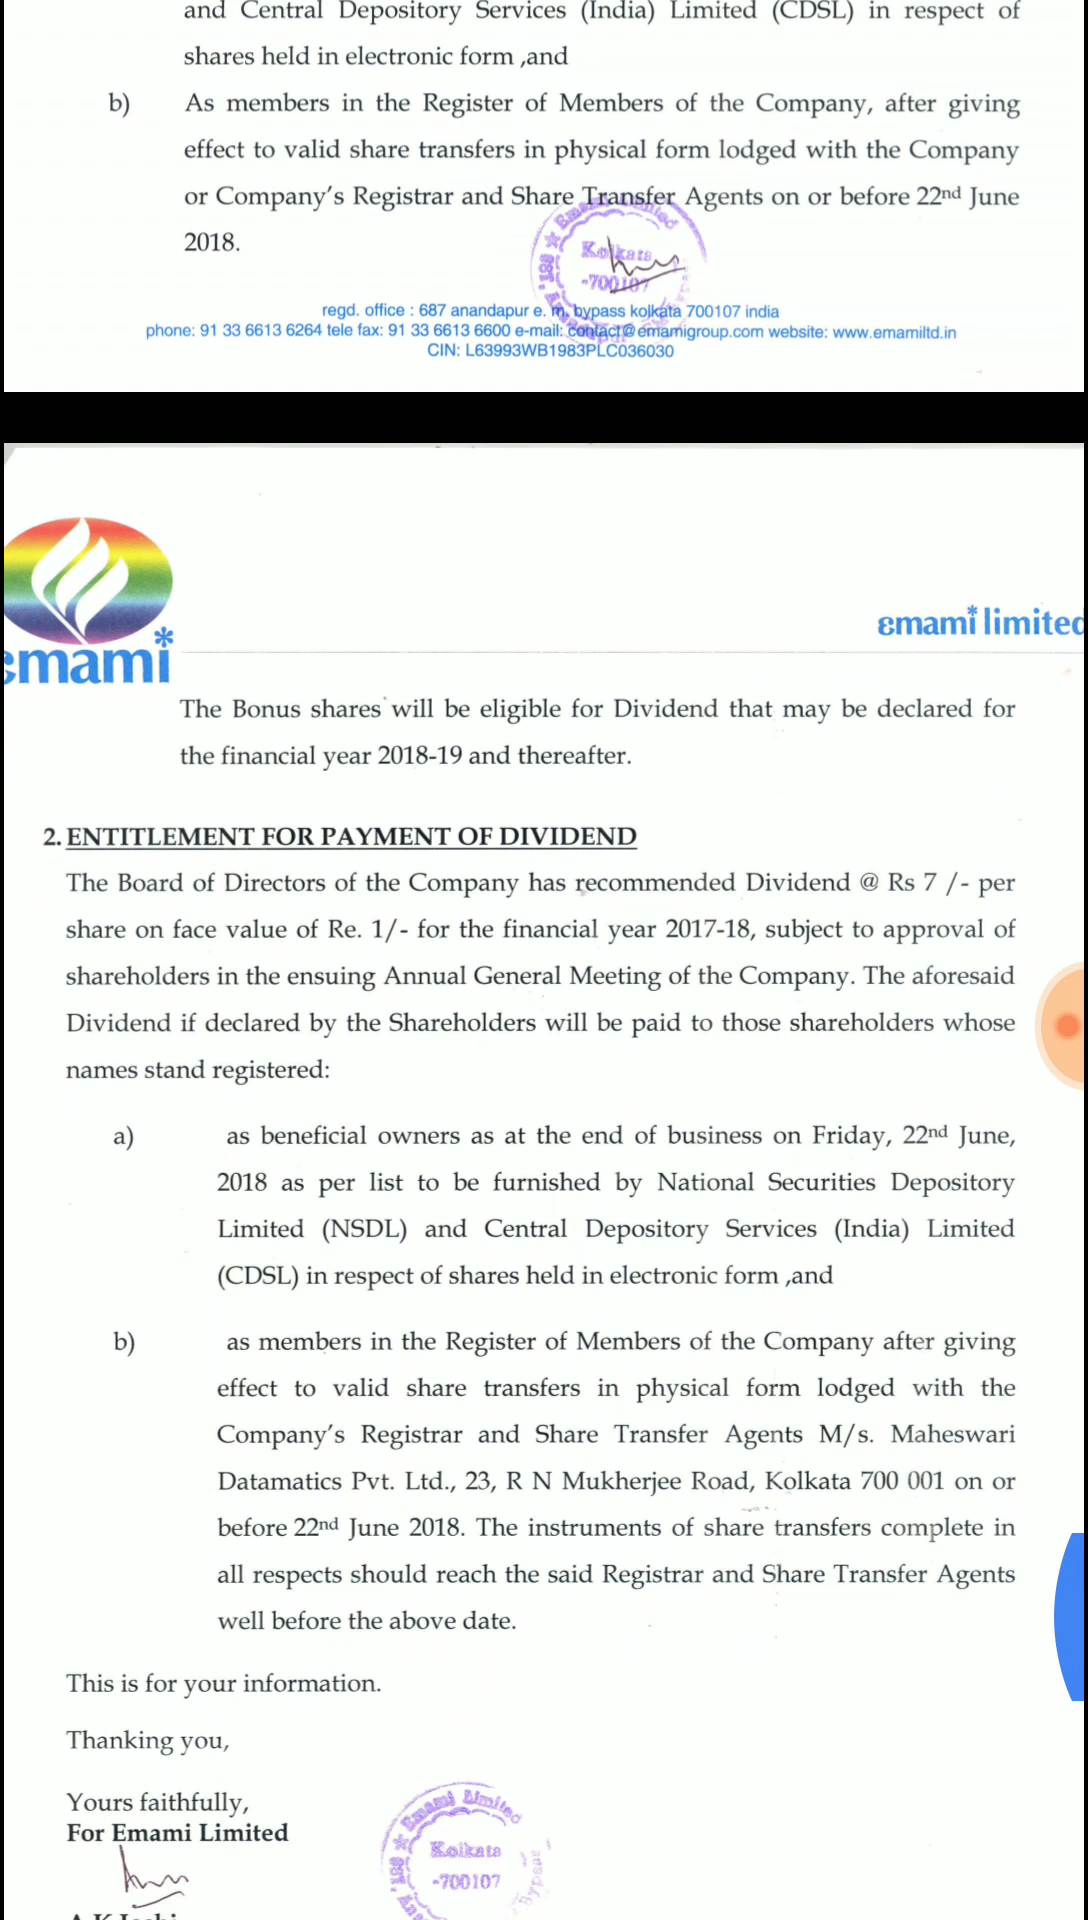 and Central Depository Services (India) Limited (CDSL) in respect of
shares held in electronic form ,and
b) As members in the Register of Members of the Company, after giving
effect to valid share transfers in physical form lodged with the Company
or Company's Registrar and Share Transfer Agents on or before 22nd June
2018.
Emami Limited
Kolkata
-700107
regd. office : 687 anandapur e. m. bypass kolkata 700107 india
phone: 91 33 6613 6264 tele fax: 91 33 6613 6600 e-mail: contact@emamigroup.com website: www.emamiltd.in
CIN: L63993WB1983PLC036030
emami*
emami* limited
The Bonus shares will be eligible for Dividend that may be declared for
the financial year 2018-19 and thereafter.
2. ENTITLEMENT FOR PAYMENT OF DIVIDEND
The Board of Directors of the Company has recommended Dividend @ Rs 7 /- per
share on face value of Re. 1/- for the financial year 2017-18, subject to approval of
shareholders in the ensuing Annual General Meeting of the Company. The aforesaid
Dividend if declared by the Shareholders will be paid to those shareholders whose
names stand registered:
a) as beneficial owners as at the end of business on Friday, 22nd June,
2018 as per list to be furnished by National Securities Depository
Limited (NSDL) and Central Depository Services (India) Limited
(CDSL) in respect of shares held in electronic form ,and
b) as members in the Register of Members of the Company after giving
effect to valid share transfers in physical form lodged with the
Company's Registrar and Share Transfer Agents M/s. Maheswari
Datamatics Pvt. Ltd., 23, R N Mukherjee Road, Kolkata 700 001 on or
before 22nd June 2018. The instruments of share transfers complete in
all respects should reach the said Registrar and Share Transfer Agents
well before the above date.
This is for your information.
Thanking you,
Yours faithfully,
For Emami Limited
Emami Limited
Kolkata
-700107
A K Joshi